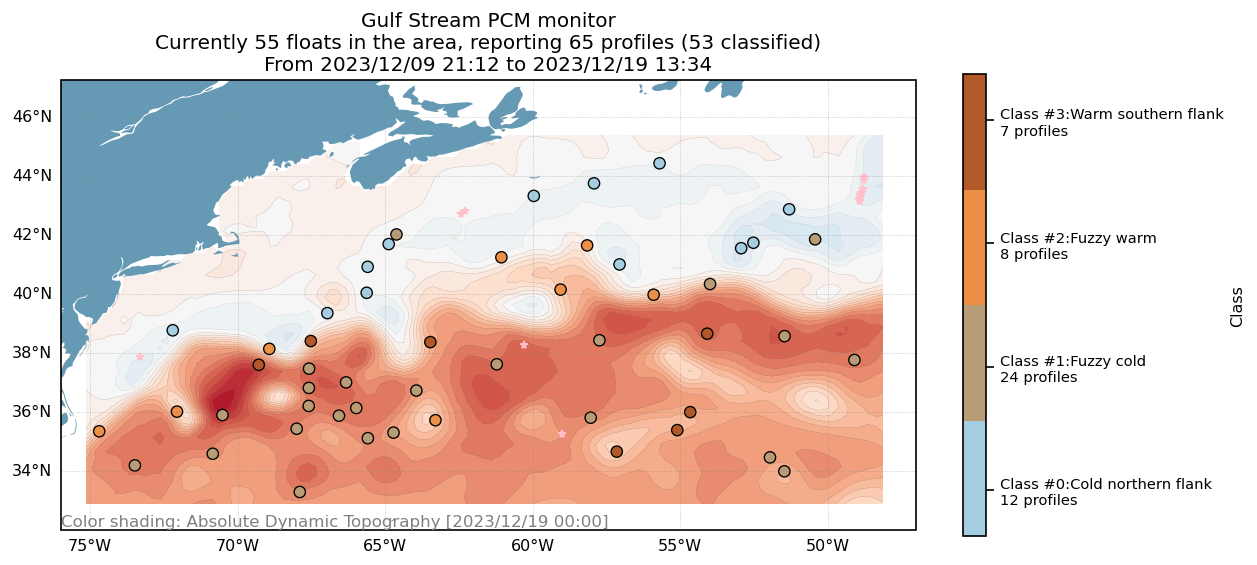 Gulf Stream PCM monitor
Currently 55 floats in the area, reporting 65 profiles (53 classified)
From 2023/12/09 21:12 to 2023/12/19 13:34
46°N
44°N
42°N
40°N
38°N
36°N
34°N
Color shading: Absolute Dynamic Topography [2023/12/19 00:00]
75°W
70°W
65°W
60°W
55°W
50°W
Class #3:Warm southern flank
7 profiles
Class #2:Fuzzy warm
8 profiles
Class #1:Fuzzy cold
24 profiles
Class #0:Cold northern flank
12 profiles
Class